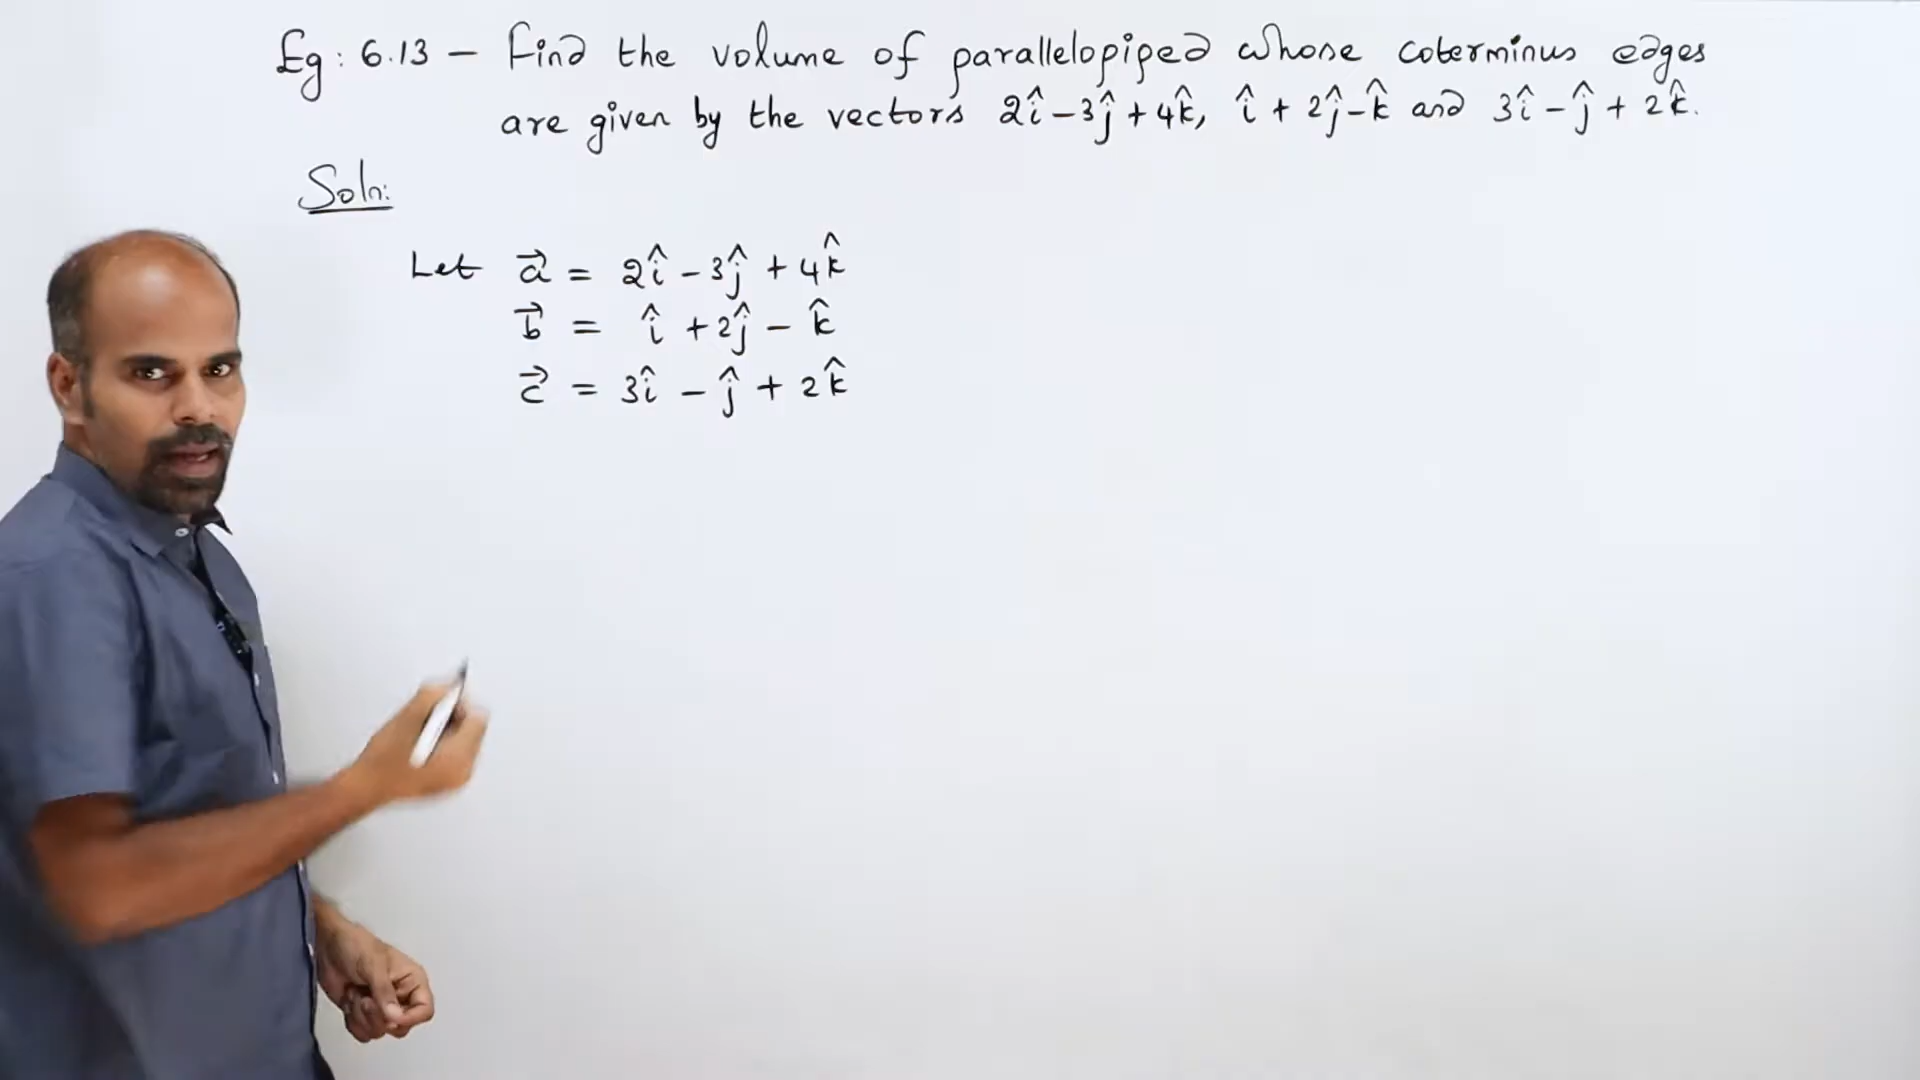 Eg : 6.13 – Find the volume of parallelopiped whose coterminus edges
are given by the vectors 2î – 3ĵ + 4k̂, î + 2ĵ – k̂ and 3î – ĵ + 2k̂.
Soln:
Let a⃗ = 2î – 3ĵ + 4k̂
b⃗ = î + 2ĵ – k̂
c⃗ = 3î – ĵ + 2k̂